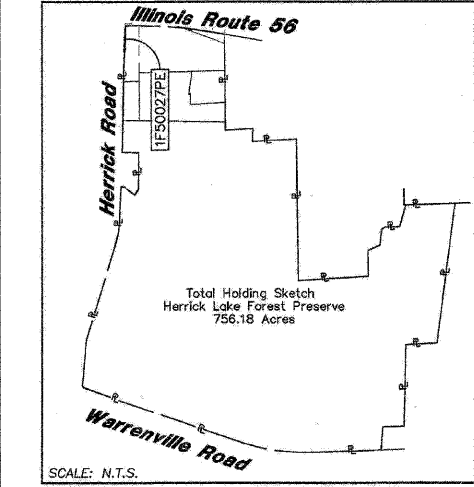 Illinois Route 56
Herrick Road
1F50027PE
Total Holding Sketch
Herrick Lake Forest Preserve
756.18 Acres
Warrenville Road
SCALE: N.T.S.